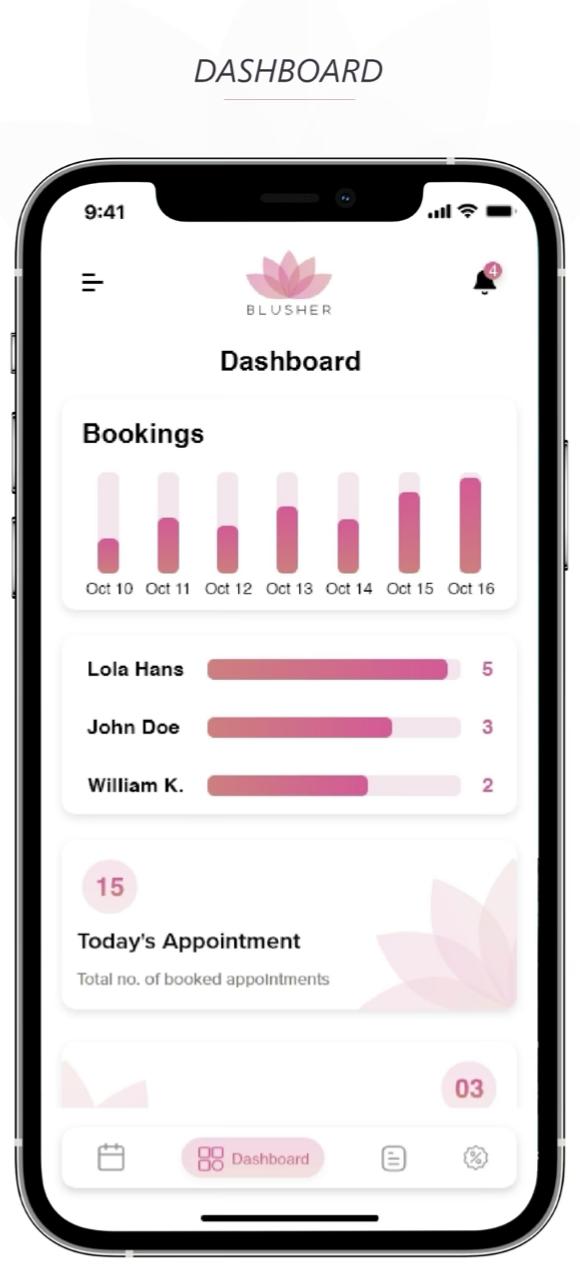 DASHBOARD
9:41
4
BLUSHER
Dashboard
Bookings
Oct 10 Oct 11 Oct 12 Oct 13 Oct 14 Oct 15 Oct 16
Lola Hans 5
John Doe 3
William K. 2
15
Today's Appointment
Total no. of booked appointments
03
Dashboard